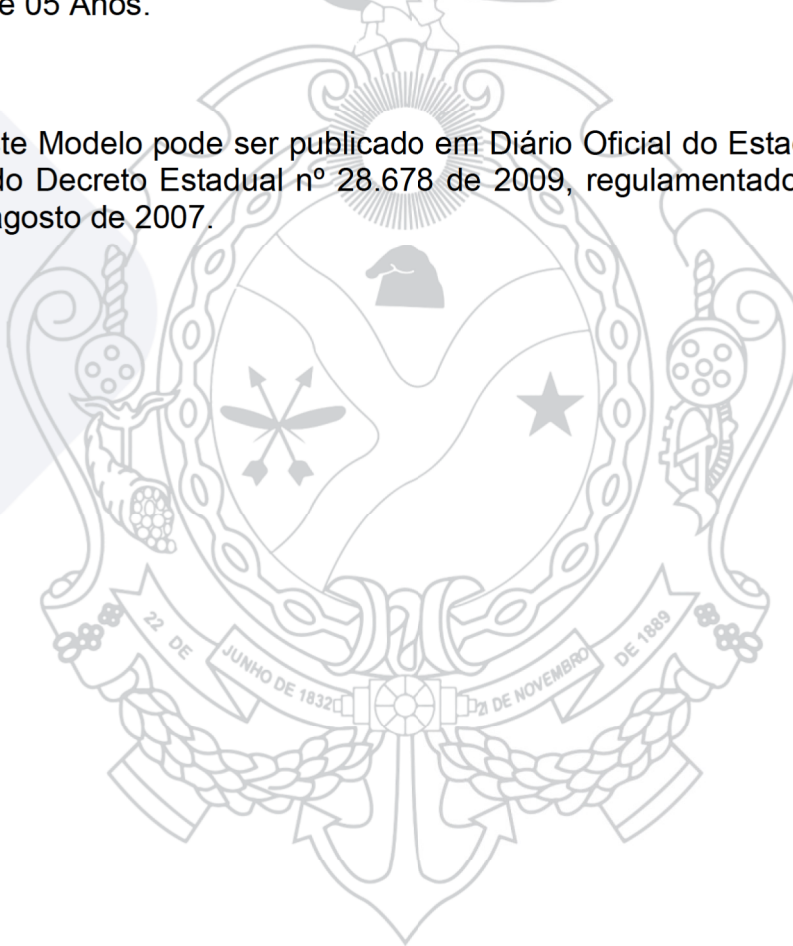 e 05 Anos.
te Modelo pode ser publicado em Diário Oficial do Esta
do Decreto Estadual nº 28.678 de 2009, regulamentado
agosto de 2007.
22 DE JUNHO DE 1832 21 DE NOVEMBRO DE 1889